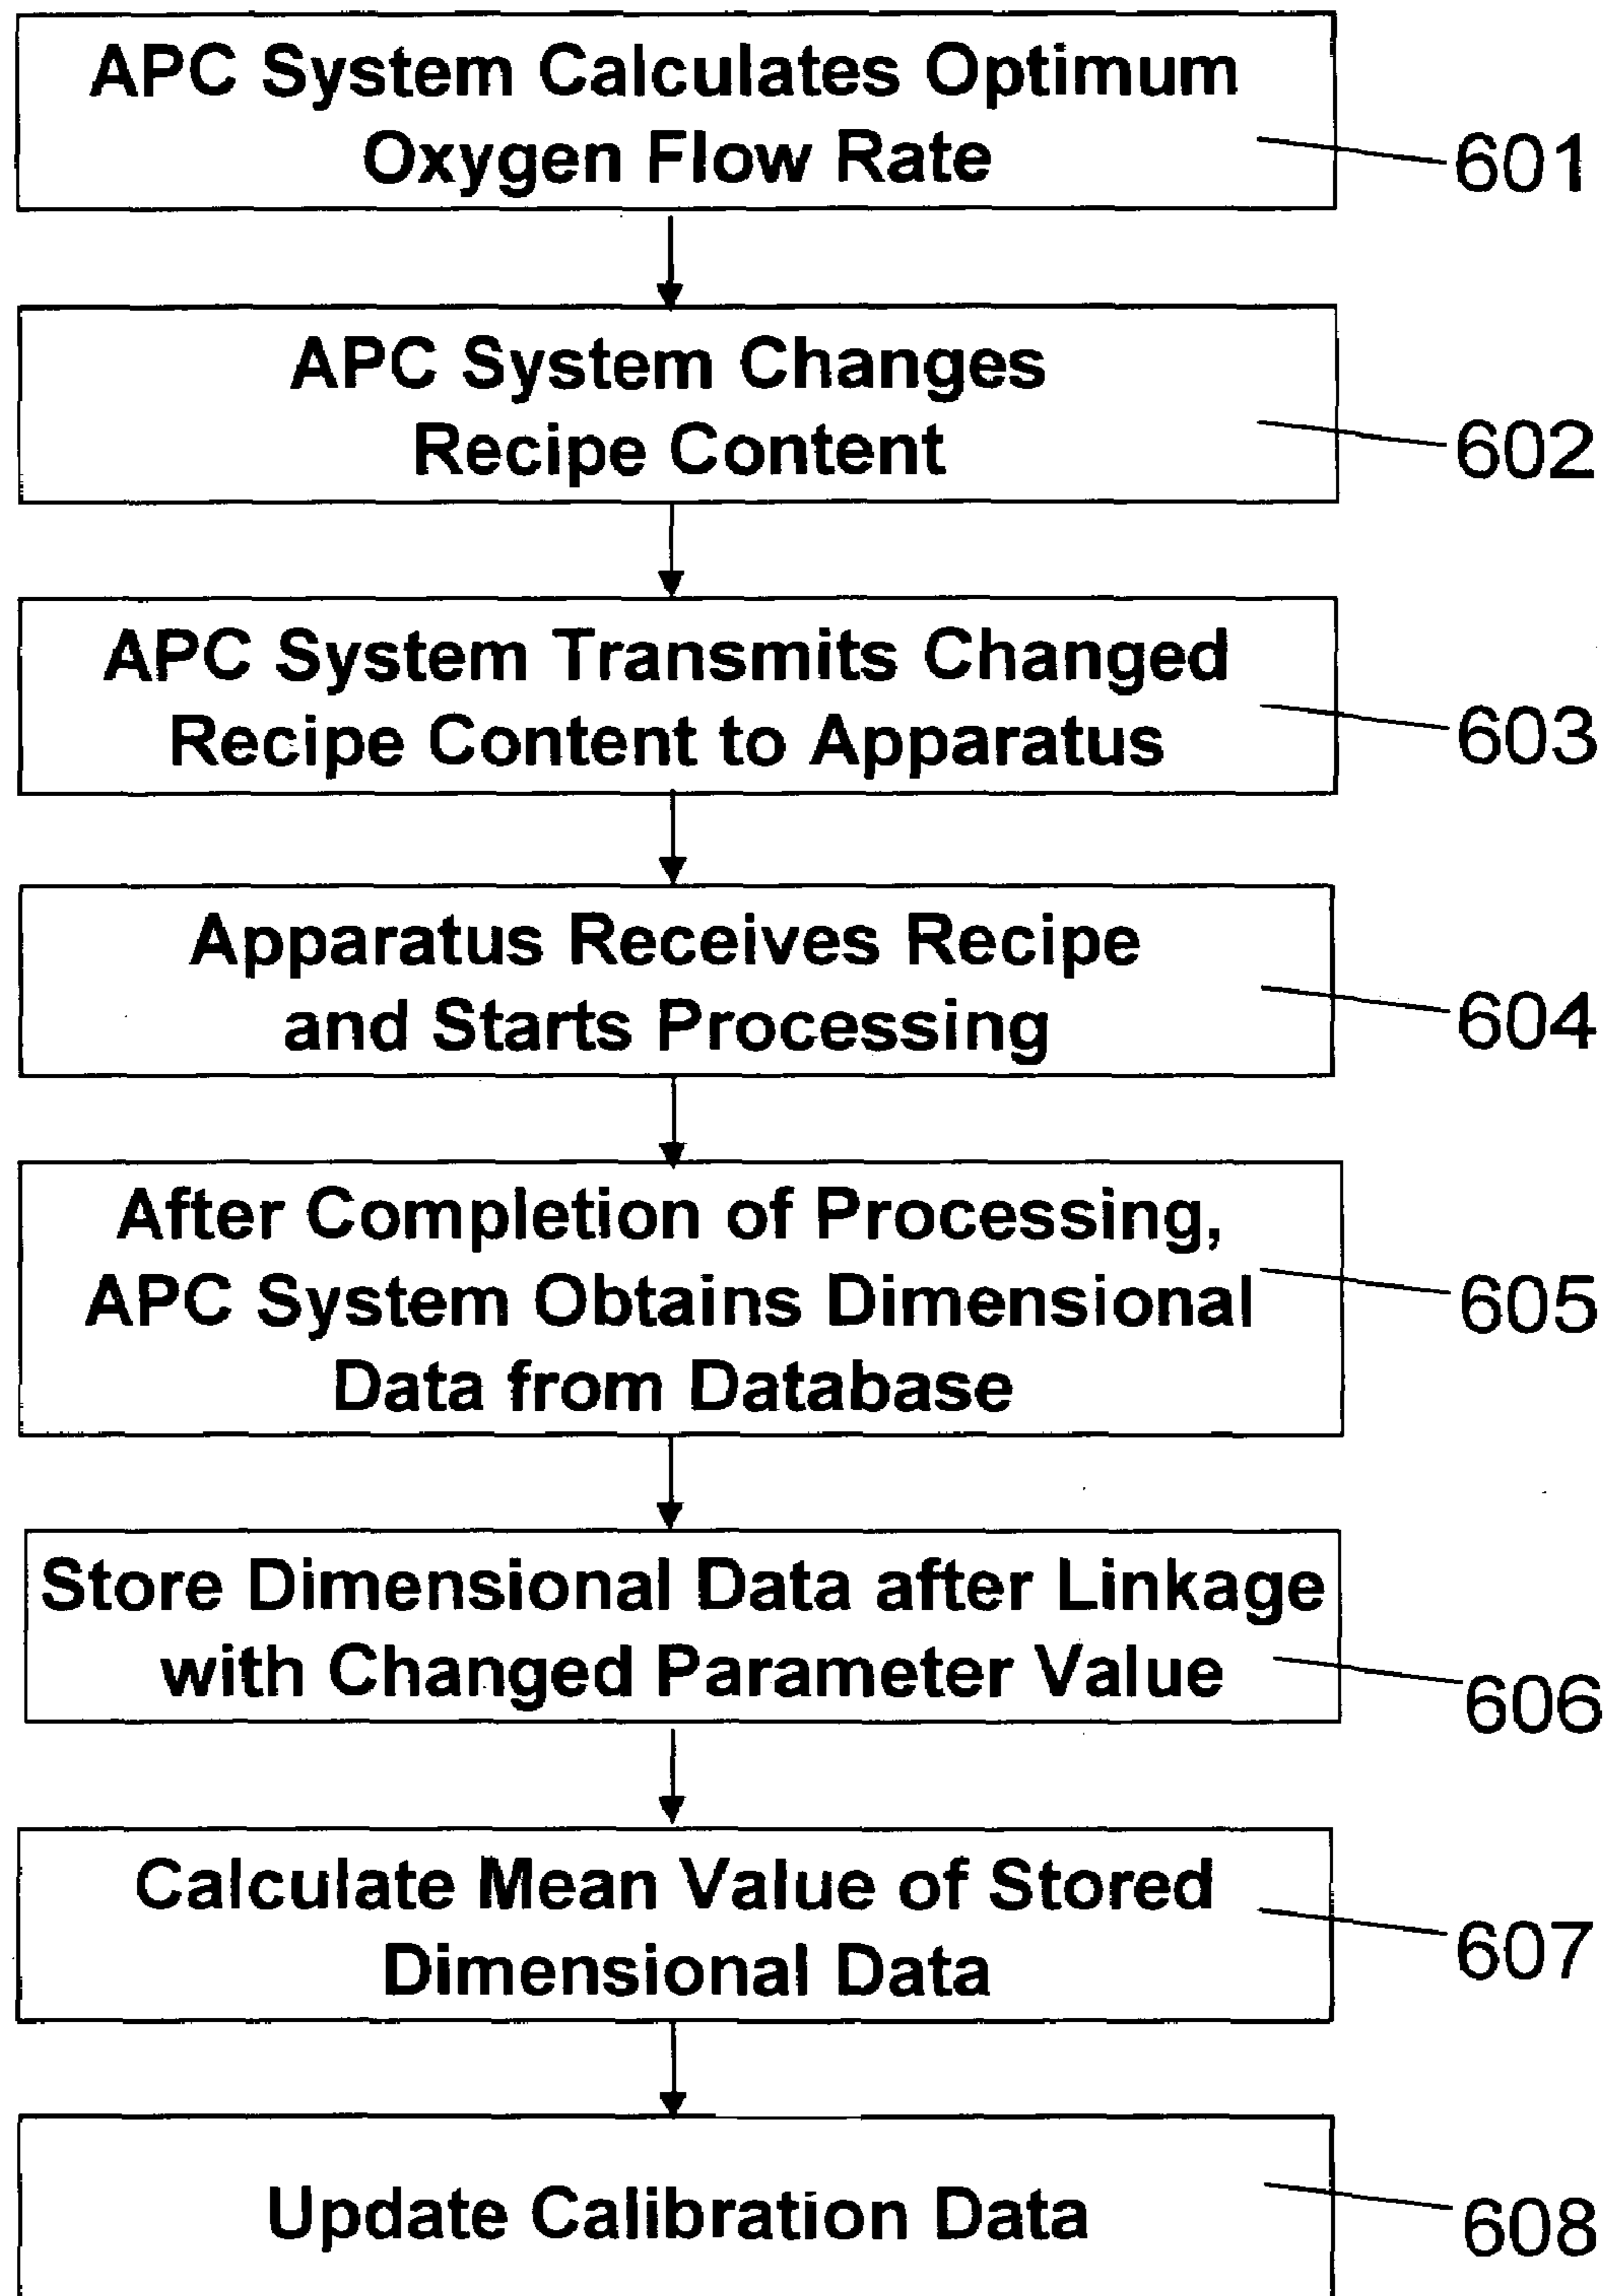 APC System Calculates Optimum
Oxygen Flow Rate
601
APC System Changes
Recipe Content
602
APC System Transmits Changed
Recipe Content to Apparatus
603
Apparatus Receives Recipe
and Starts Processing
604
After Completion of Processing,
APC System Obtains Dimensional
Data from Database
605
Store Dimensional Data after Linkage
with Changed Parameter Value
606
Calculate Mean Value of Stored
Dimensional Data
607
Update Calibration Data
608